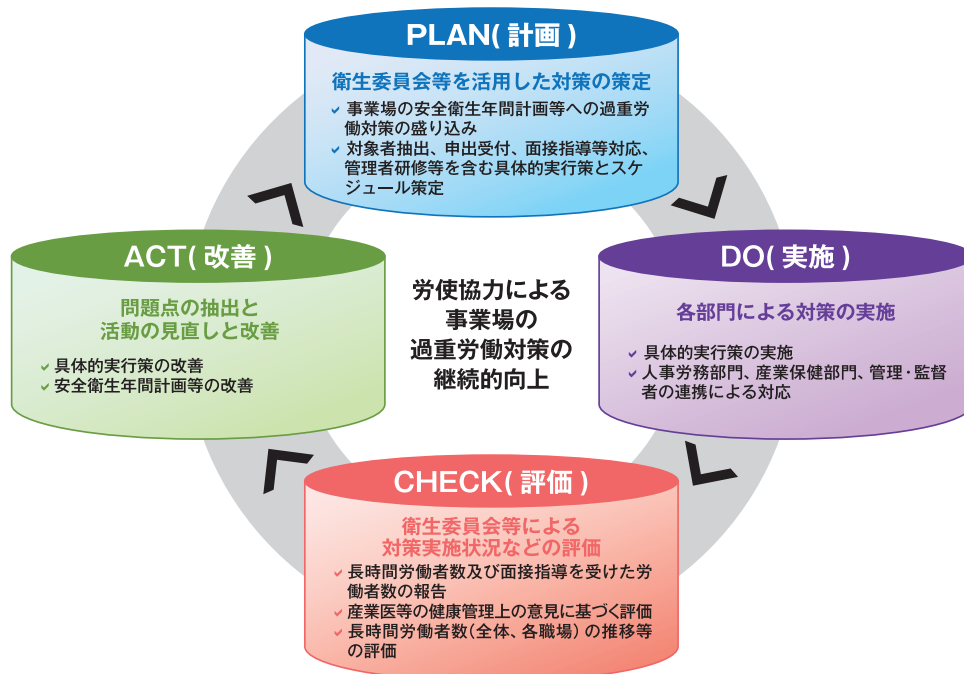 PLAN( 計画 )
衛生委員会等を活用した対策の策定
事業場の安全衛生年間計画等への過重労
働対策の盛り込み
対象者抽出、申出受付、面接指導等対応、
管理者研修等を含む具体的実行策とスケ
ジュール策定
DO( 実施 )
各部門による対策の実施
具体的実行策の実施
人事労務部門、産業保健部門、管理・監督
者の連携による対応
CHECK( 評価 )
衛生委員会等による
対策実施状況などの評価
長時間労働者数及び面接指導を受けた労
働者数の報告
産業医等の健康管理上の意見に基づく評価
長時間労働者数(全体、各職場)の推移等
の評価
ACT( 改善 )
問題点の抽出と
活動の見直しと改善
具体的実行策の改善
安全衛生年間計画等の改善
労使協力による
事業場の
過重労働対策の
継続的向上